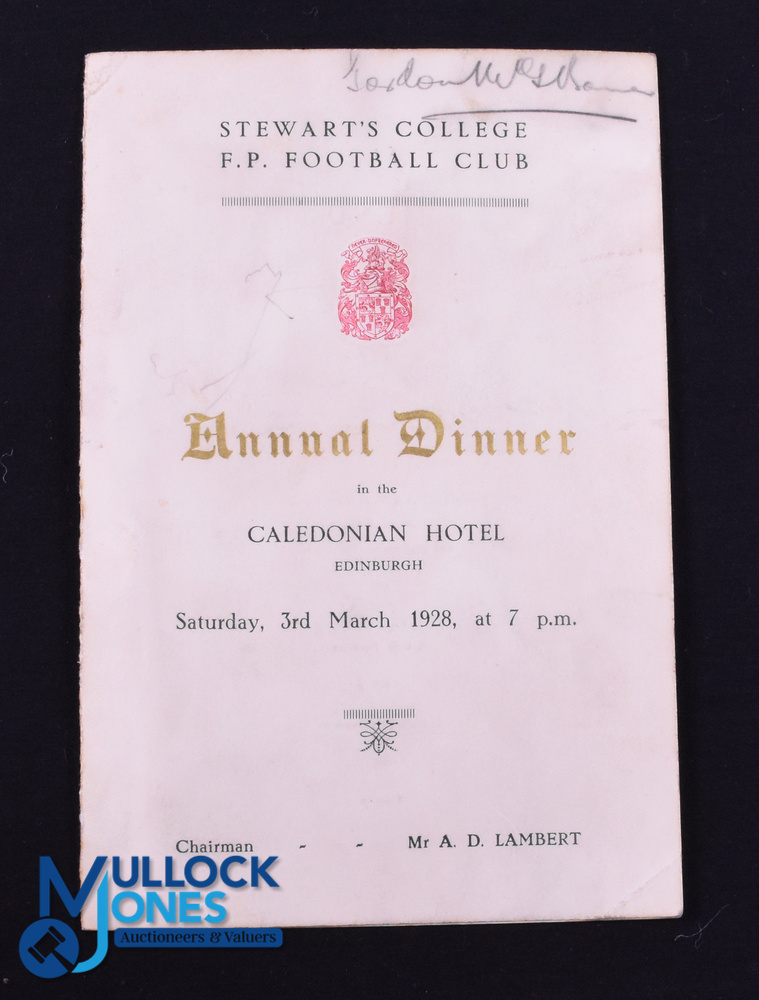 Gordon
STEWART'S COLLEGE
F.P. FOOTBALL CLUB
Annual Dinner
in the
CALEDONIAN HOTEL
EDINBURGH
Saturday, 3rd March 1928, at 7 p.m.
Chairman - - Mr A. D. LAMBERT
MULLOCK
JONES
Auctioneers & Valuers